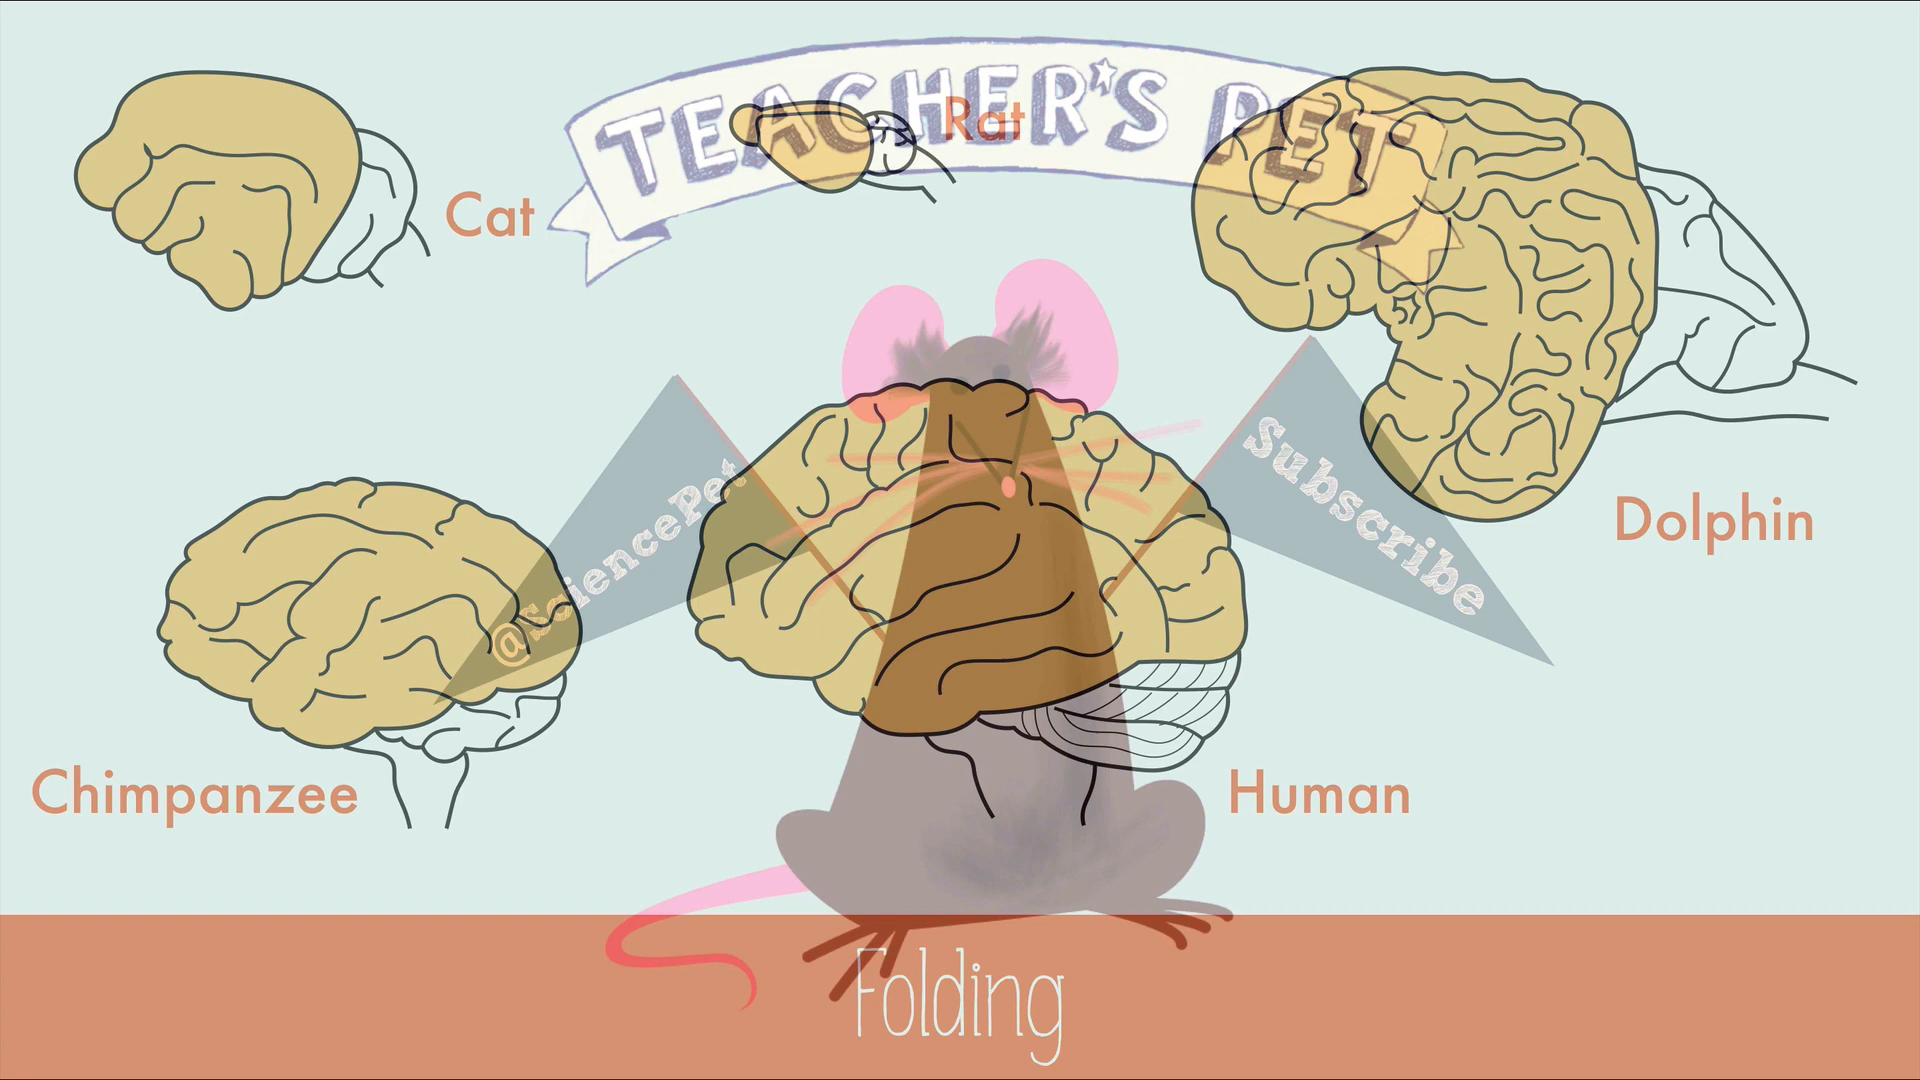 TEACHER'S PET
Rat
Cat
@SciencePet
Subscribe
Dolphin
Chimpanzee
Human
Folding